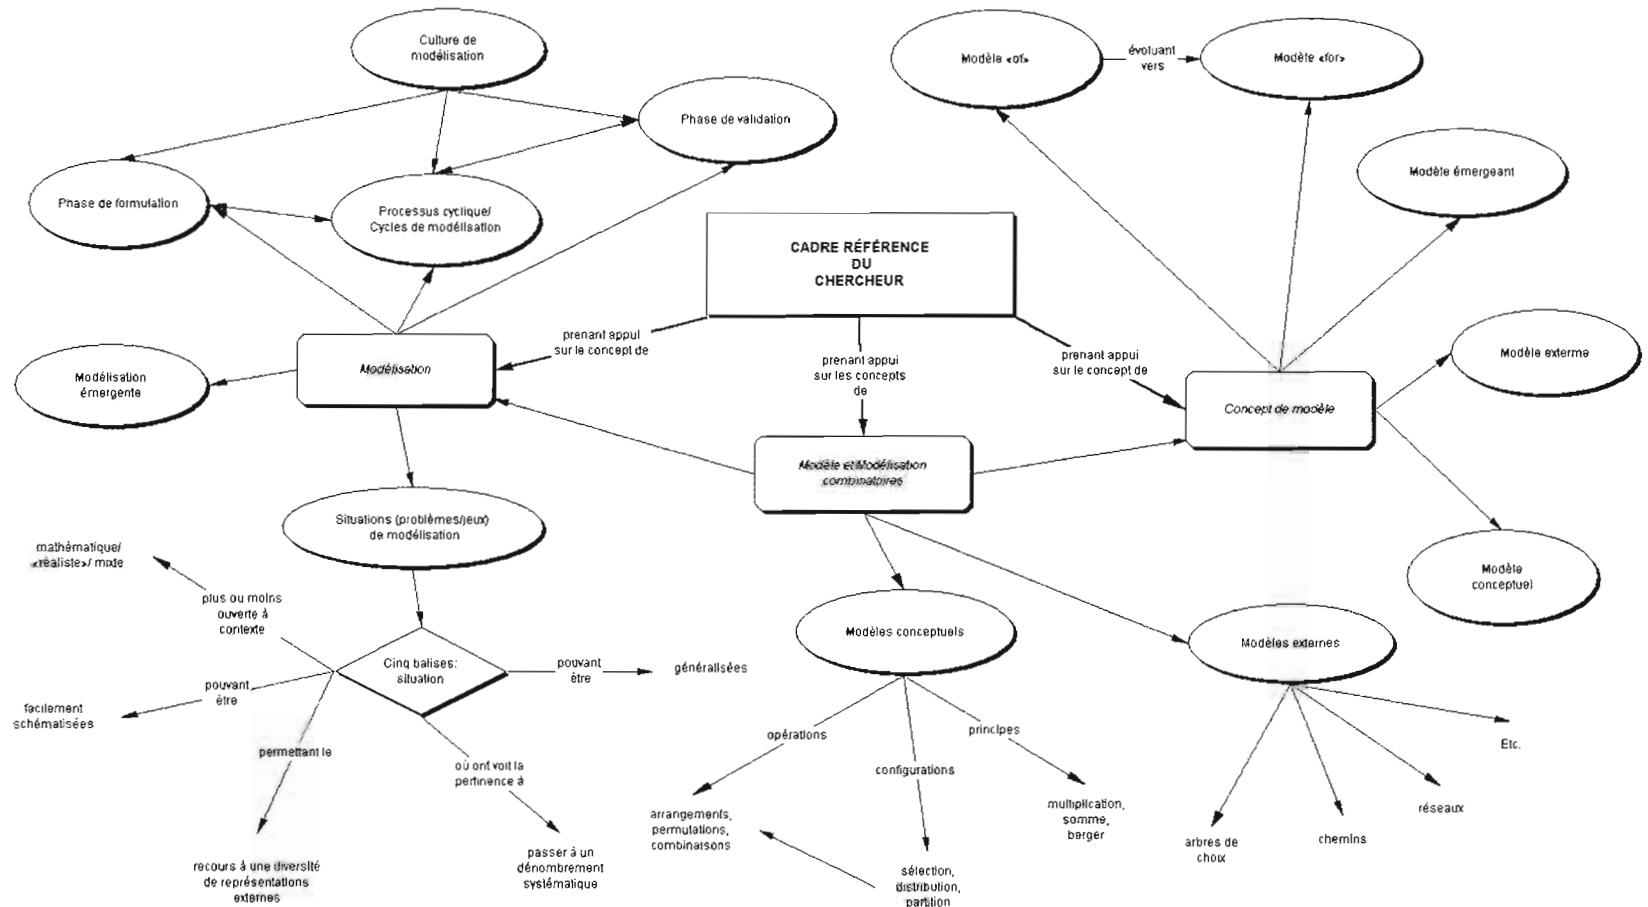 Culture de
modélisation
Modèle «of»
évoluant
vers
Modèle «for»
Phase de validation
Modèle émergeant
Phase de formulation
Processus cyclique/
Cycles de modélisation
CADRE RÉFÉRENCE
DU
CHERCHEUR
prenant appui
sur le concept de
prenant appui
sur les concepts
de
prenant appui
sur le concept de
Modèle externe
Modélisation
émergente
Modélisation
Concept de modèle
Modèle et Modélisation
combinatoires
Situations (problèmes/jeux)
de modélisation
Modèle
conceptuel
mathématique/
«réaliste»/ mixte
plus ou moins
ouverte à
contexte
Modèles conceptuels
Modèles externes
Cinq balises:
situation
pouvant
être
généralisées
pouvant
être
facilement
schématisées
permettant le
où ont voit la
pertinence à
opérations
principes
configurations
Etc.
arrangements,
permutations,
combinaisons
multiplication,
somme,
berger
réseaux
chemins
arbres de
choix
recours à une diversité
de représentations
externes
passer à un
dénombrement
systématique
sélection,
distribution,
partition